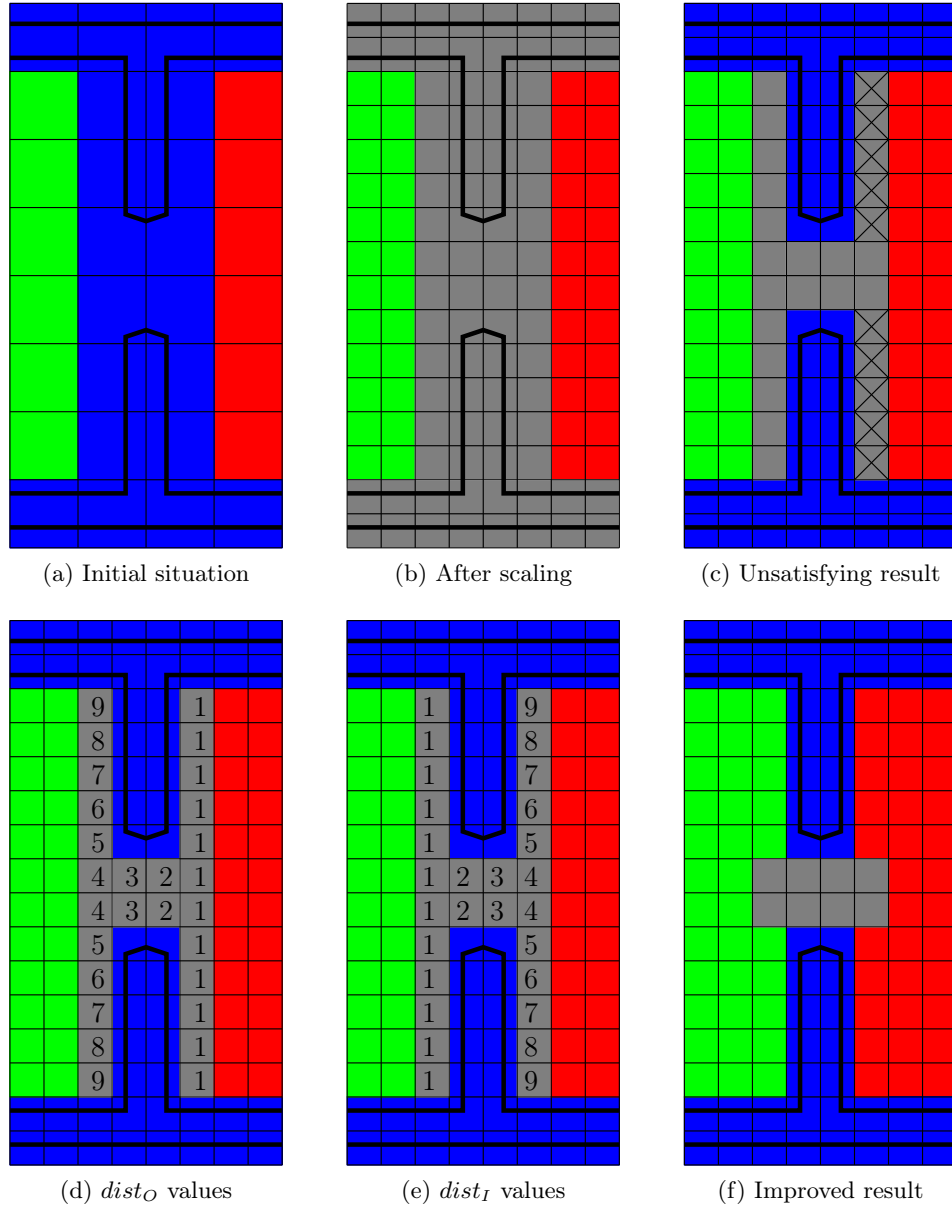 (a) Initial situation
(b) After scaling
(c) Unsatisfying result
9 1 1 9
8 1 1 8
7 1 1 7
6 1 1 6
5 1 1 5
4 3 2 1 1 2 3 4
4 3 2 1 1 2 3 4
5 1 1 5
6 1 1 6
7 1 1 7
8 1 1 8
9 1 1 9
(d) dist_O values
(e) dist_I values
(f) Improved result